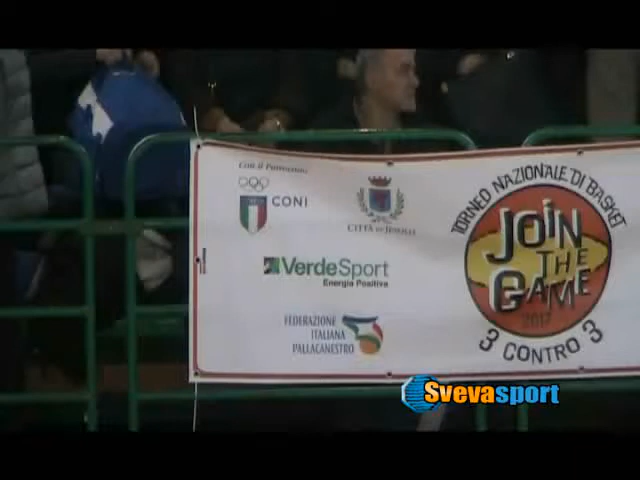 Con il Patrocinio
CONI
CITTÀ DI JESOLO
VerdeSport
Energia Positiva
FEDERAZIONE
ITALIANA
PALLACANESTRO
TORNEO NAZIONALE DI BASKET
JOIN
THE
GAME
2017
3 CONTRO 3
Svevasport